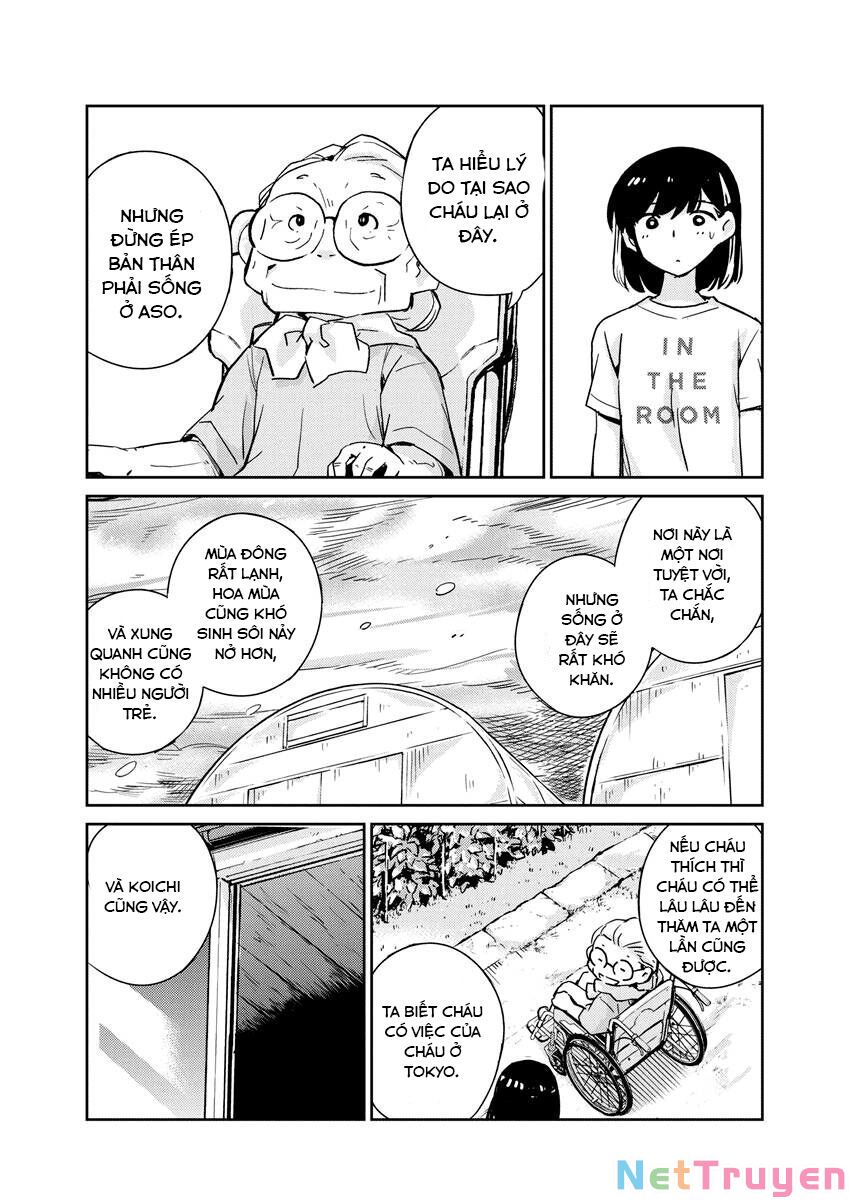 TA HIỂU LÝ
DO TẠI SAO
CHÁU LẠI Ở
ĐÂY.
NHƯNG
ĐỪNG ÉP
BẢN THÂN
PHẢI SỐNG
Ở ASO.
IN
THE
ROOM
NƠI NÀY LÀ
MỘT NƠI
TUYỆT VỜI,
TA CHẮC
CHẮN,
NHƯNG SỐNG Ở
ĐÂY SẼ
RẤT KHÓ
KHĂN.
MÙA ĐÔNG
RẤT LẠNH,
HOA MÙA
CŨNG KHÓ
SINH SÔI NẢY
NỞ HƠN,
VÀ XUNG
QUANH CŨNG
KHÔNG CÓ
NHIỀU NGƯỜI
TRẺ.
NẾU CHÁU
THÍCH THÌ
CHÁU CÓ THỂ
LÂU LÂU ĐẾN
THĂM TA MỘT
LẦN CŨNG
ĐƯỢC.
TA BIẾT CHÁU
CÓ VIỆC CỦA
CHÁU Ở
TOKYO.
VÀ KOICHI
CŨNG VẬY.
NetTruyen